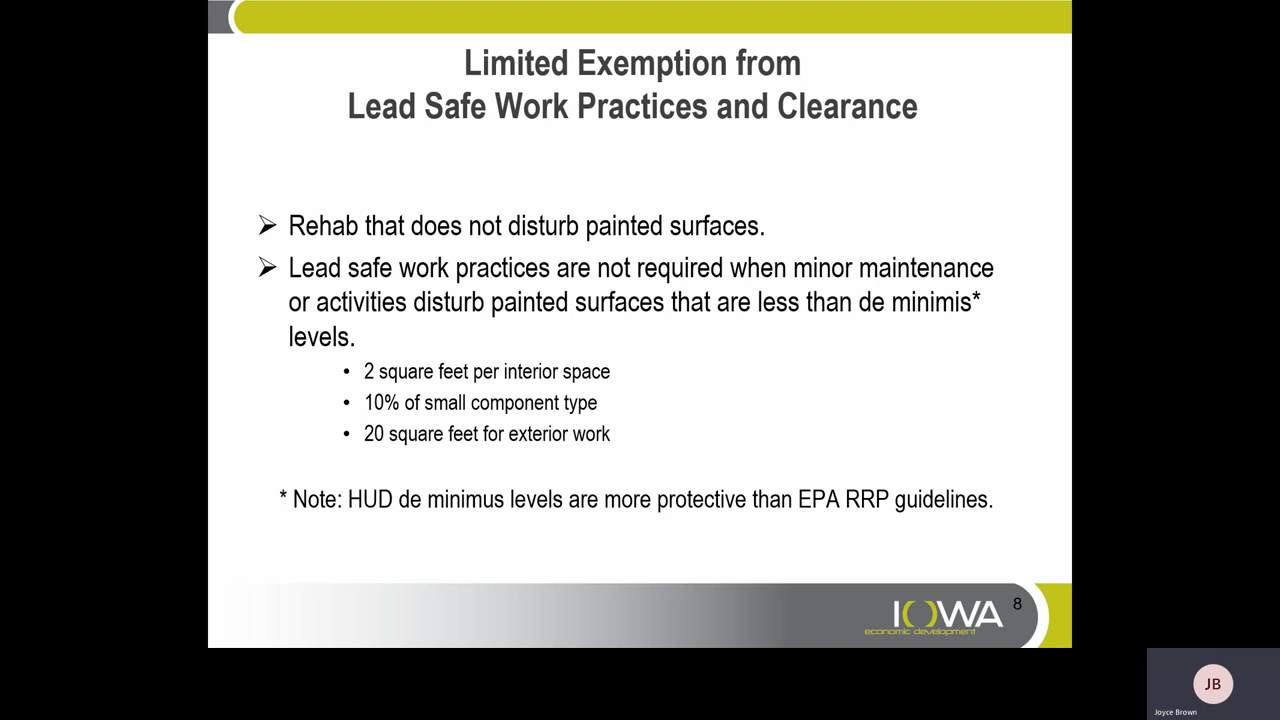 Limited Exemption from
Lead Safe Work Practices and Clearance
➢ Rehab that does not disturb painted surfaces.
➢ Lead safe work practices are not required when minor maintenance
or activities disturb painted surfaces that are less than de minimis*
levels.
• 2 square feet per interior space
• 10% of small component type
• 20 square feet for exterior work
* Note: HUD de minimus levels are more protective than EPA RRP guidelines.
IOWA
economic development
8
JB
Joyce Brown